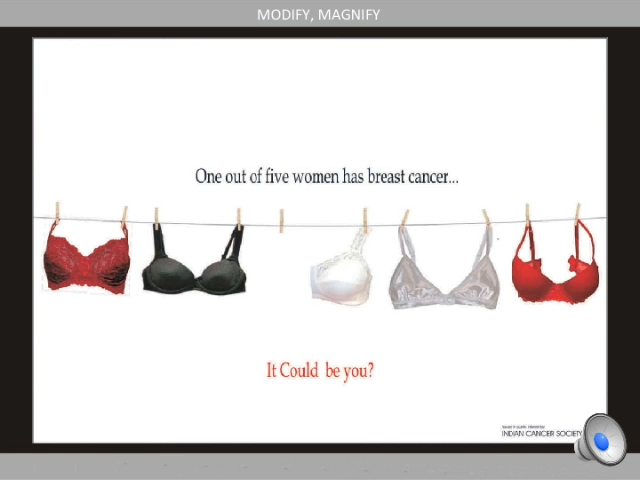 MODIFY, MAGNIFY
One out of five women has breast cancer...
It Could be you?
INDIAN CANCER SOCIETY